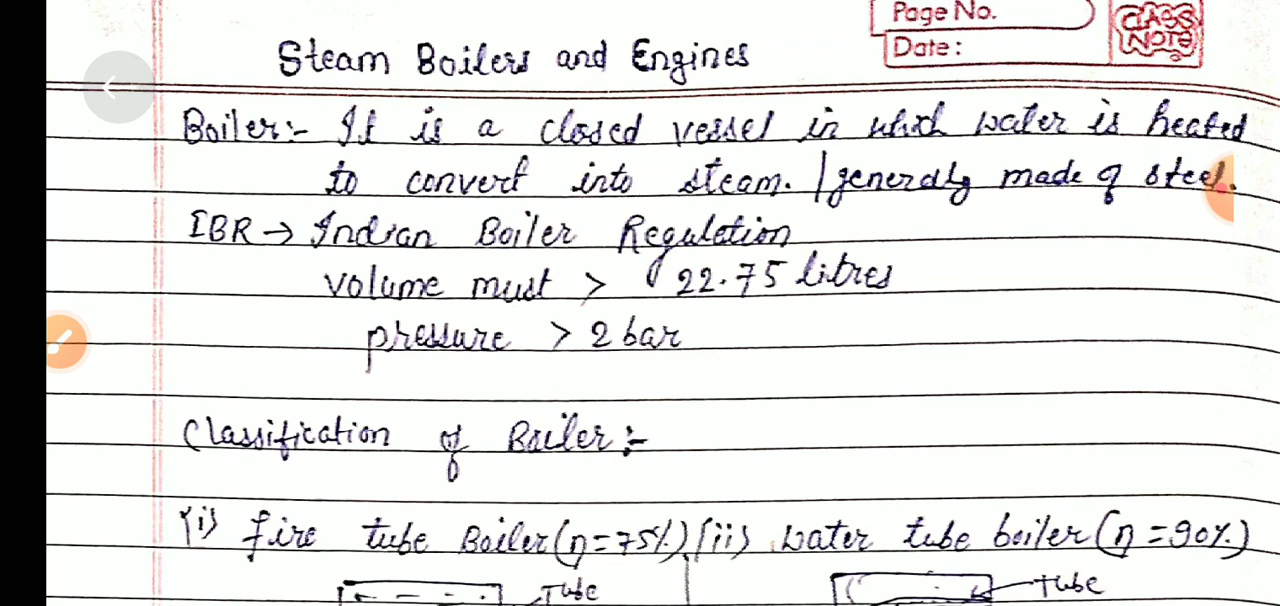 Page No.
Date:
CLASS
NOTE
Steam Boilers and Engines
Boiler:- It is a closed vessel in which water is heated
to convert into steam. / generally made of steel.
IBR → Indian Boiler Regulation
volume must > 22.75 litres
pressure > 2 bar
Classification of Boiler:-
(i) fire tube Boiler (η=75%) (ii) water tube boiler (η=90%)
Tube
Tube